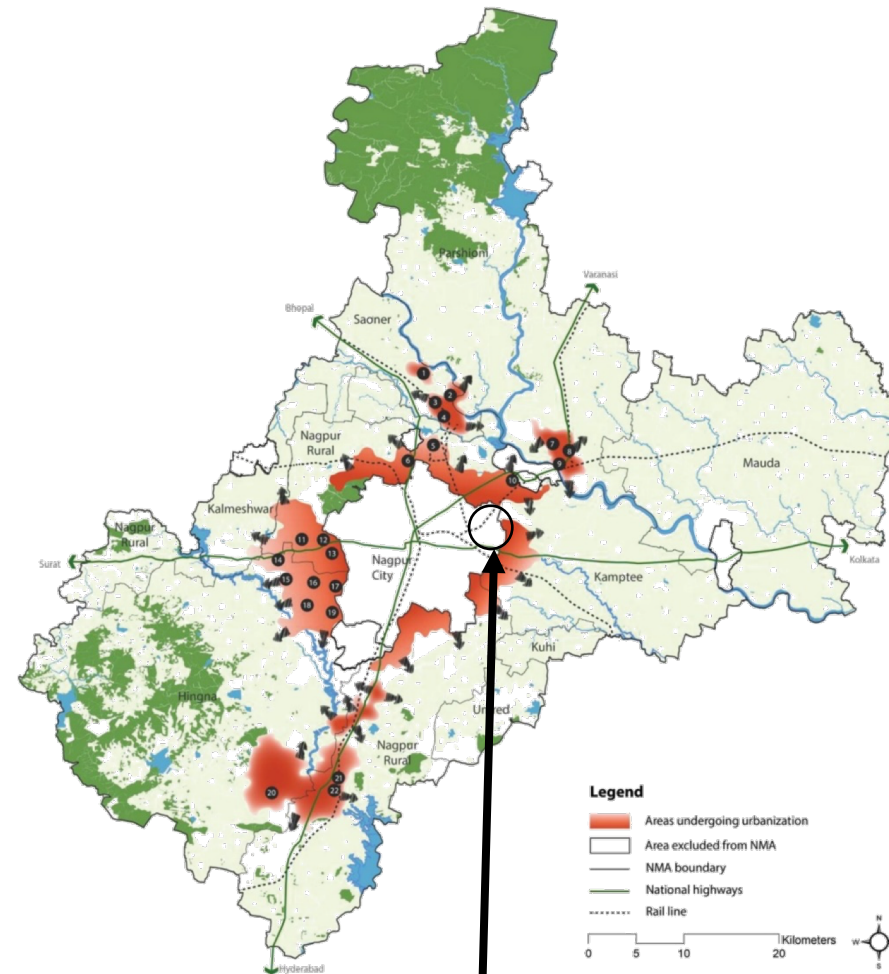 Parshioni
Varanasi
Bhopal
Saoner
1
2
3
4
5
6
7
8
9
10
Nagpur
Rural
Mauda
Kalmeshwar
Nagpur
Rural
11
12
13
14
15
16
17
18
19
Surat
Nagpur
City
Kolkata
Kamptee
Kuhi
Hingna
Umred
Nagpur
Rural
20
21
22
Hyderabad
Legend
Areas undergoing urbanization
Area excluded from NMA
NMA boundary
National highways
Rail line
Kilometers
0 5 10 20
N
W E
S